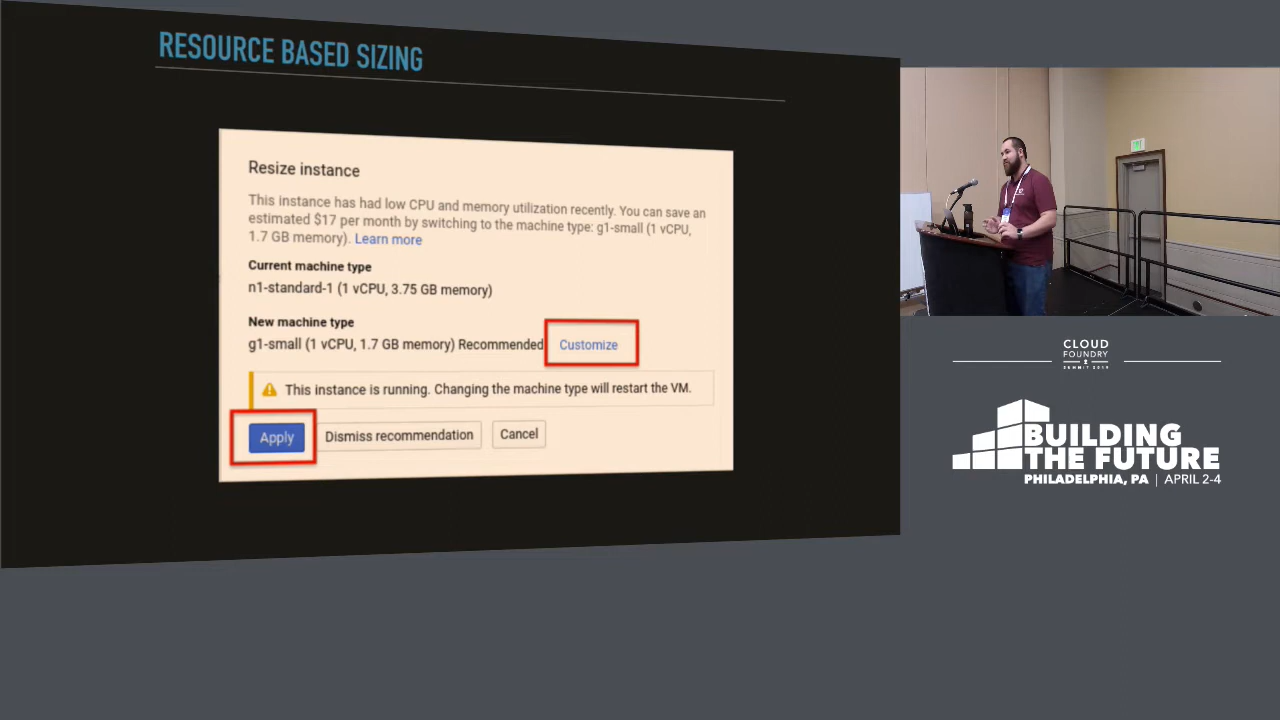 RESOURCE BASED SIZING
Resize instance
This instance has had low CPU and memory utilization recently. You can save an
estimated $17 per month by switching to the machine type: g1-small (1 vCPU,
1.7 GB memory). Learn more
Current machine type
n1-standard-1 (1 vCPU, 3.75 GB memory)
New machine type
g1-small (1 vCPU, 1.7 GB memory) Recommended Customize
This instance is running. Changing the machine type will restart the VM.
Apply Dismiss recommendation Cancel
CLOUD
FOUNDRY
SUMMIT 2019
BUILDING
THE FUTURE
PHILADELPHIA, PA | APRIL 2-4